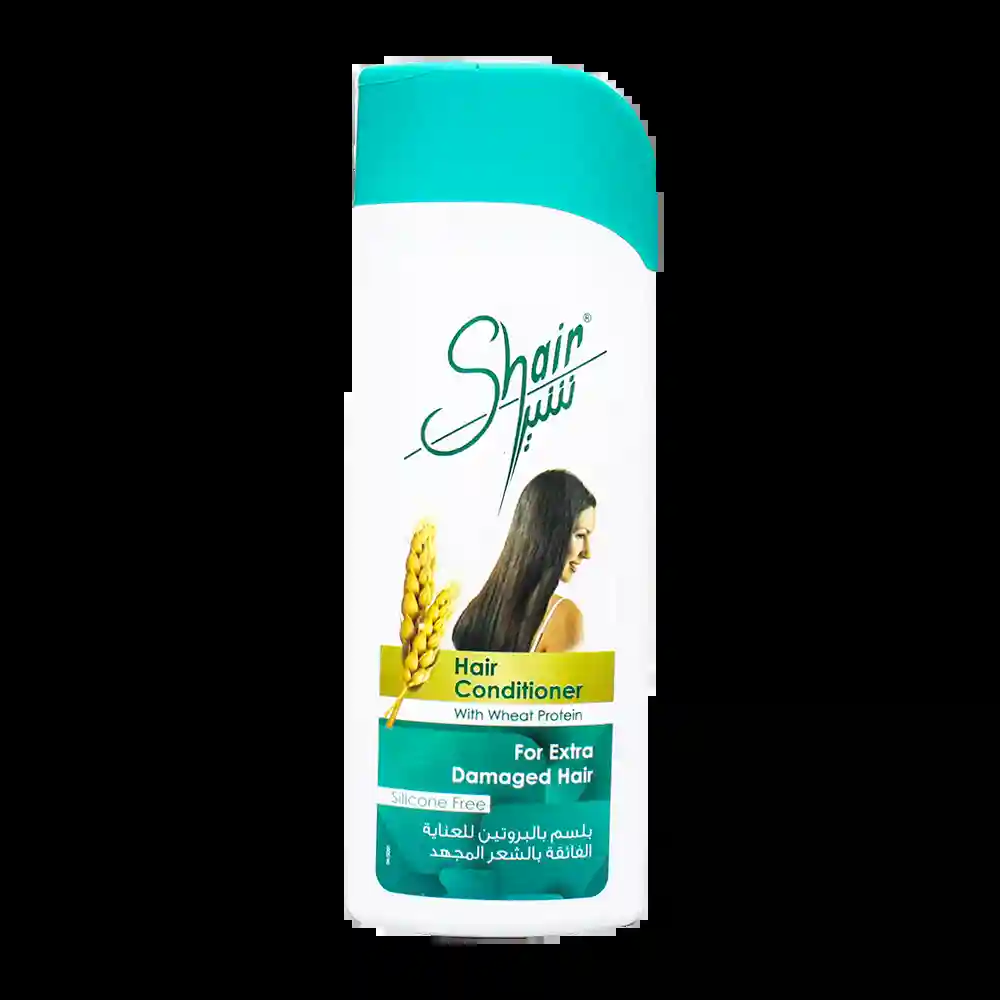 Shair®
شير
Hair
Conditioner
With Wheat Protein
For Extra
Damaged Hair
Silicone Free
بلسم بالبروتين للعناية
الفائقة بالشعر المجهد